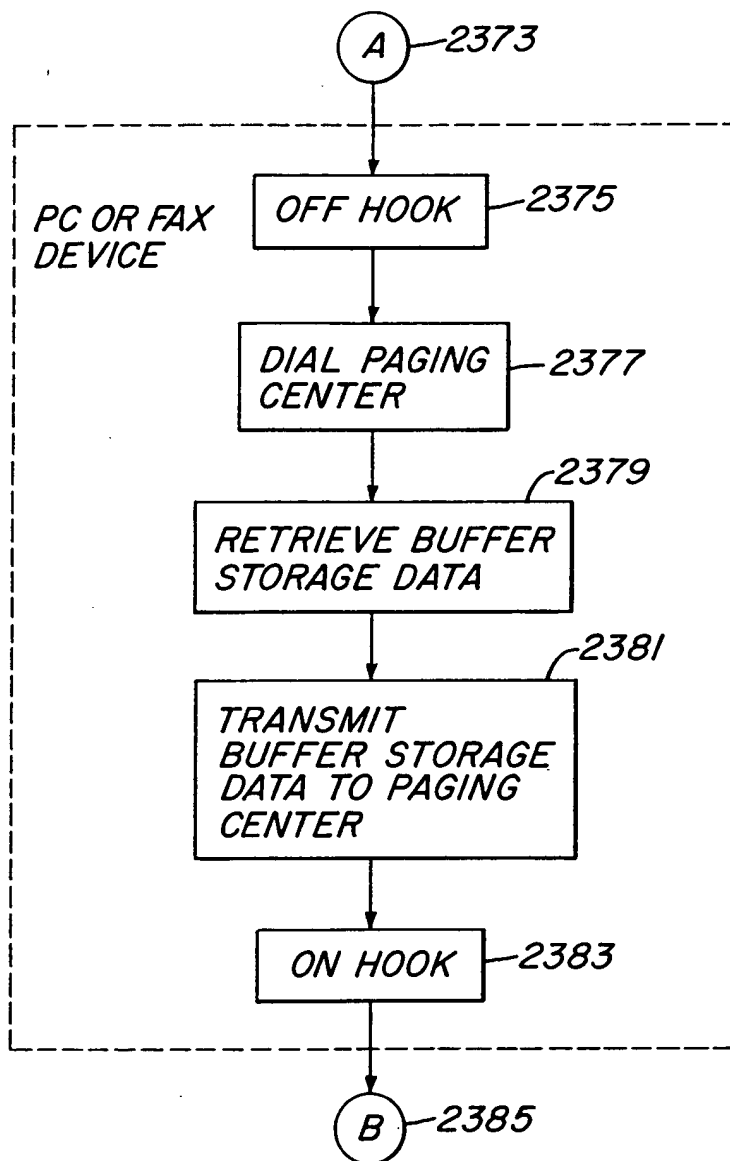 A 2373
PC OR FAX
DEVICE
OFF HOOK 2375
DIAL PAGING
CENTER
2377
2379
RETRIEVE BUFFER
STORAGE DATA
2381
TRANSMIT
BUFFER STORAGE
DATA TO PAGING
CENTER
ON HOOK 2383
B 2385